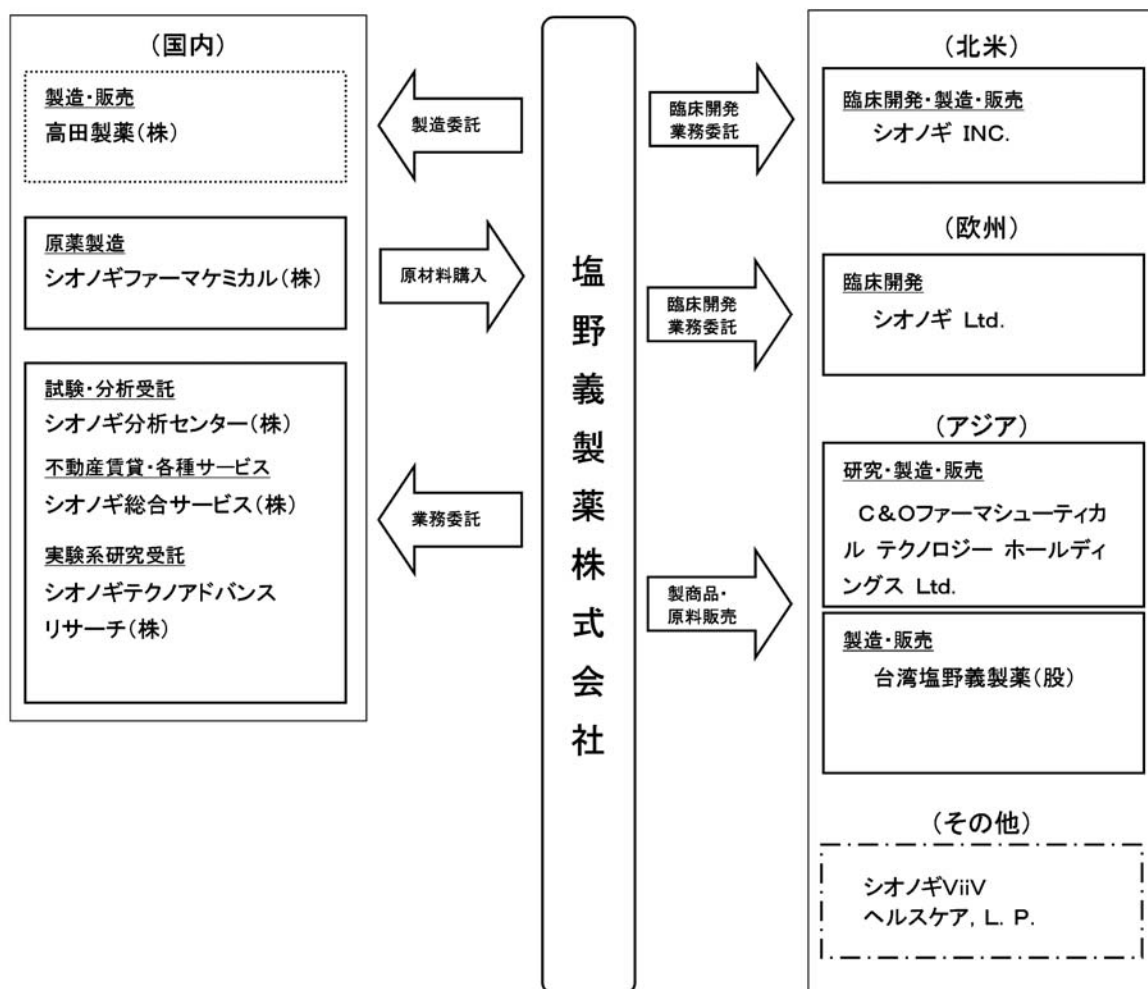 (国内)
製造・販売
高田製薬(株)
原薬製造
シオノギファーマケミカル(株)
試験・分析受託
シオノギ分析センター(株)
不動産賃貸・各種サービス
シオノギ総合サービス(株)
実験系研究受託
シオノギテクノアドバンス
リサーチ(株)
製造委託
原材料購入
業務委託
塩野義製薬株式会社
臨床開発
業務委託
臨床開発
業務委託
製商品・
原料販売
(北米)
臨床開発・製造・販売
シオノギ INC.
(欧州)
臨床開発
シオノギ Ltd.
(アジア)
研究・製造・販売
C&Oファーマシューティカ
ル テクノロジー ホールディ
ングス Ltd.
製造・販売
台湾塩野義製薬(股)
(その他)
シオノギViiV
ヘルスケア, L. P.